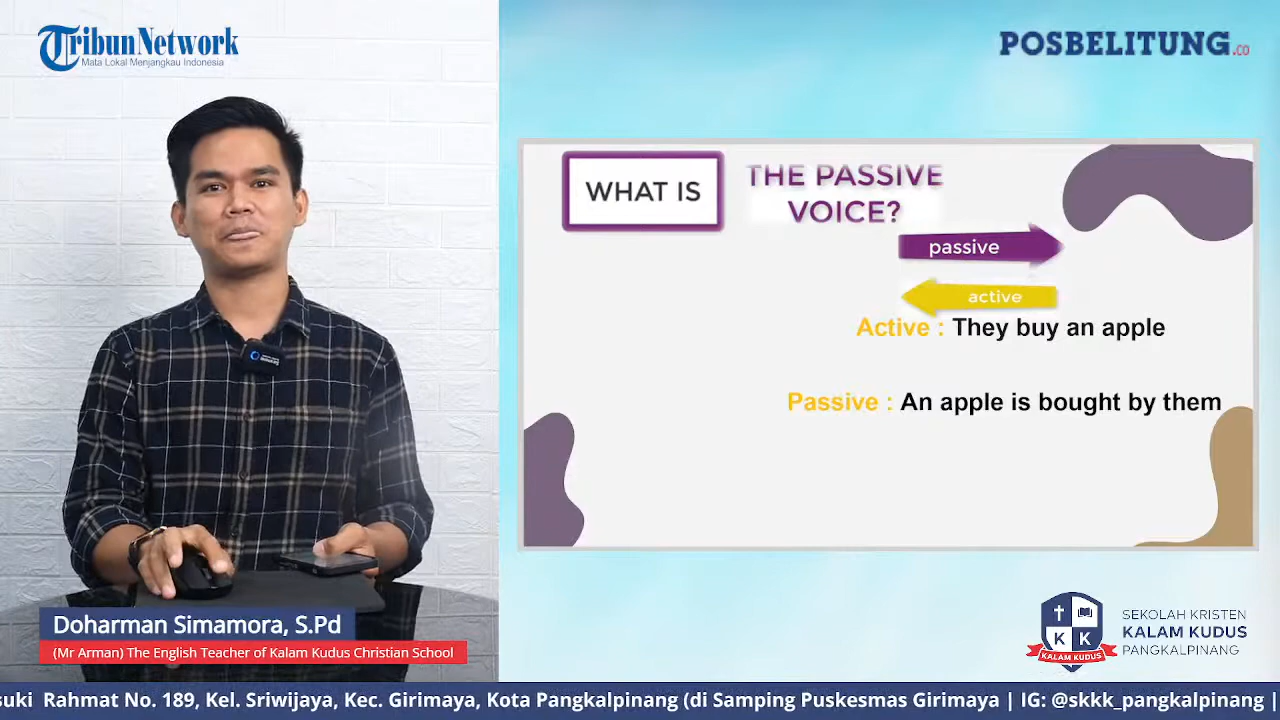 TribunNetwork
Mata Lokal Menjangkau Indonesia
POSBELITUNG.co
WHAT IS
THE PASSIVE
VOICE?
passive
active
Active : They buy an apple
Passive : An apple is bought by them
Doharman Simamora, S.Pd
(Mr Arman) The English Teacher of Kalam Kudus Christian School
K K
KALAM KUDUS
SEKOLAH KRISTEN
KALAM KUDUS
PANGKALPINANG
Rahmat No. 189, Kel. Sriwijaya, Kec. Girimaya, Kota Pangkalpinang (di Samping Puskesmas Girimaya | IG: @skkk_pangkalpinang |